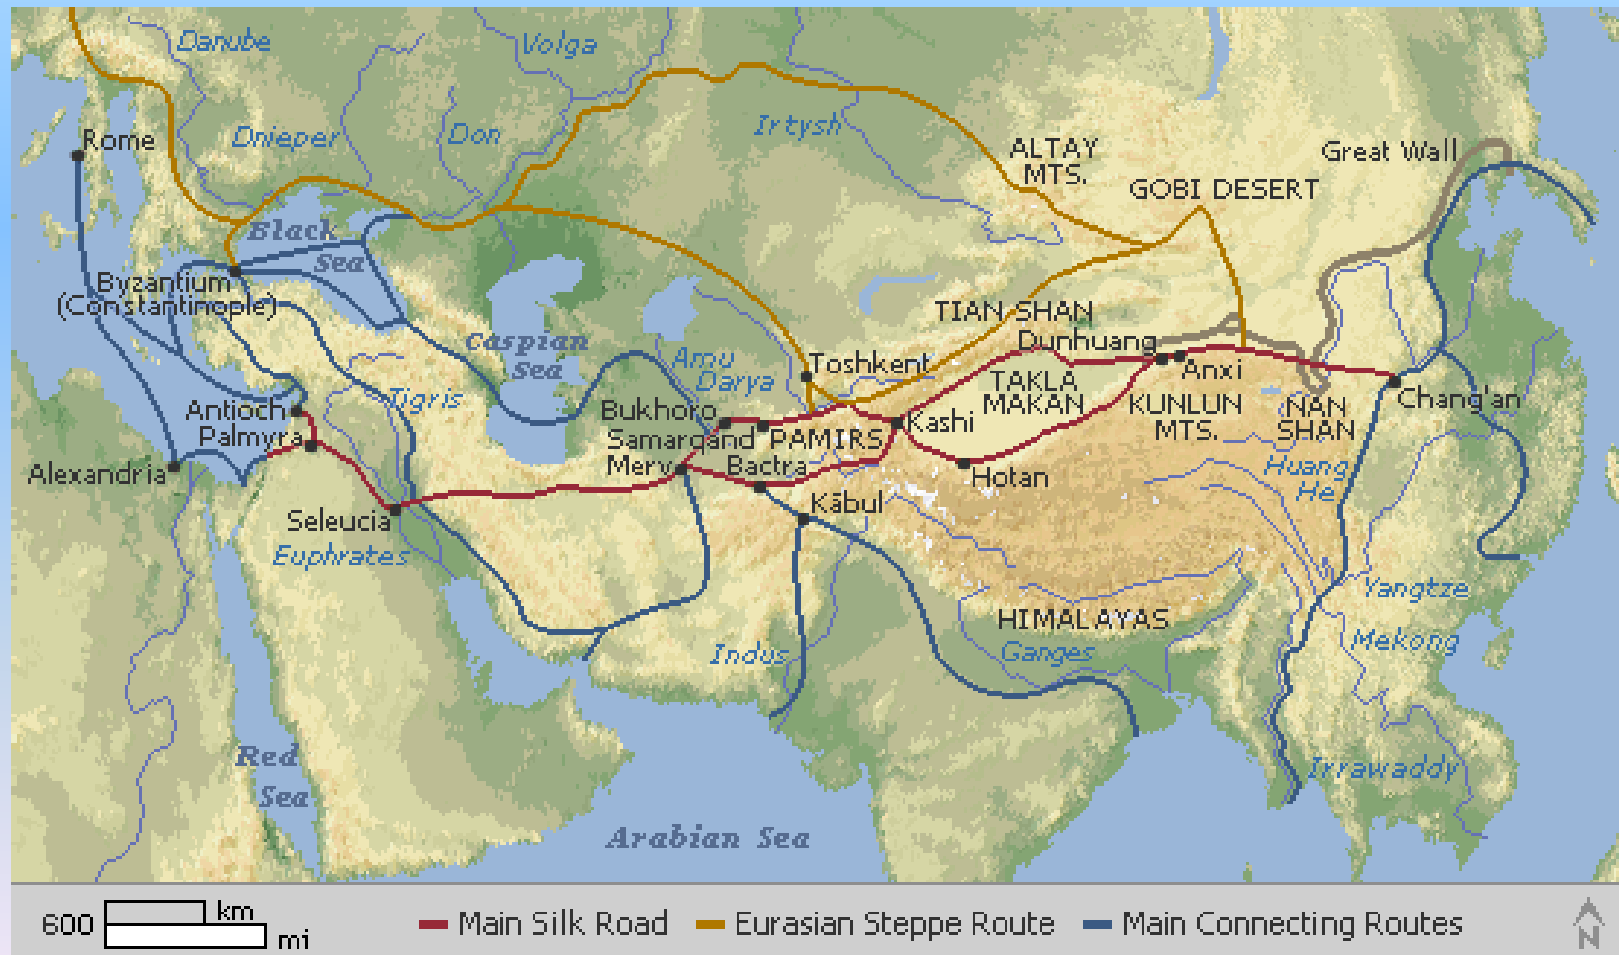 Danube
Volga
Dnieper
Don
Irtysh
Rome
ALTAY
MTS.
Great Wall
GOBI DESERT
Black
Sea
Byzantium
(Constantinople)
TIAN SHAN
Caspian
Sea
Dunhuang
Amu
Darya
Toshkent
Anxi
TAKLA
MAKAN
Tigris
Antioch
Bukhoro
Kashi
KUNLUN
MTS.
NAN
SHAN
Chang'an
Palmyra
Samarqand
PAMIRS
Alexandria
Merv
Bactra
Hotan
Huang
He
Seleucia
Kābul
Euphrates
Yangtze
HIMALAYAS
Indus
Ganges
Mekong
Red
Sea
Irrawaddy
Arabian Sea
600
km
mi
Main Silk Road
Eurasian Steppe Route
Main Connecting Routes
N